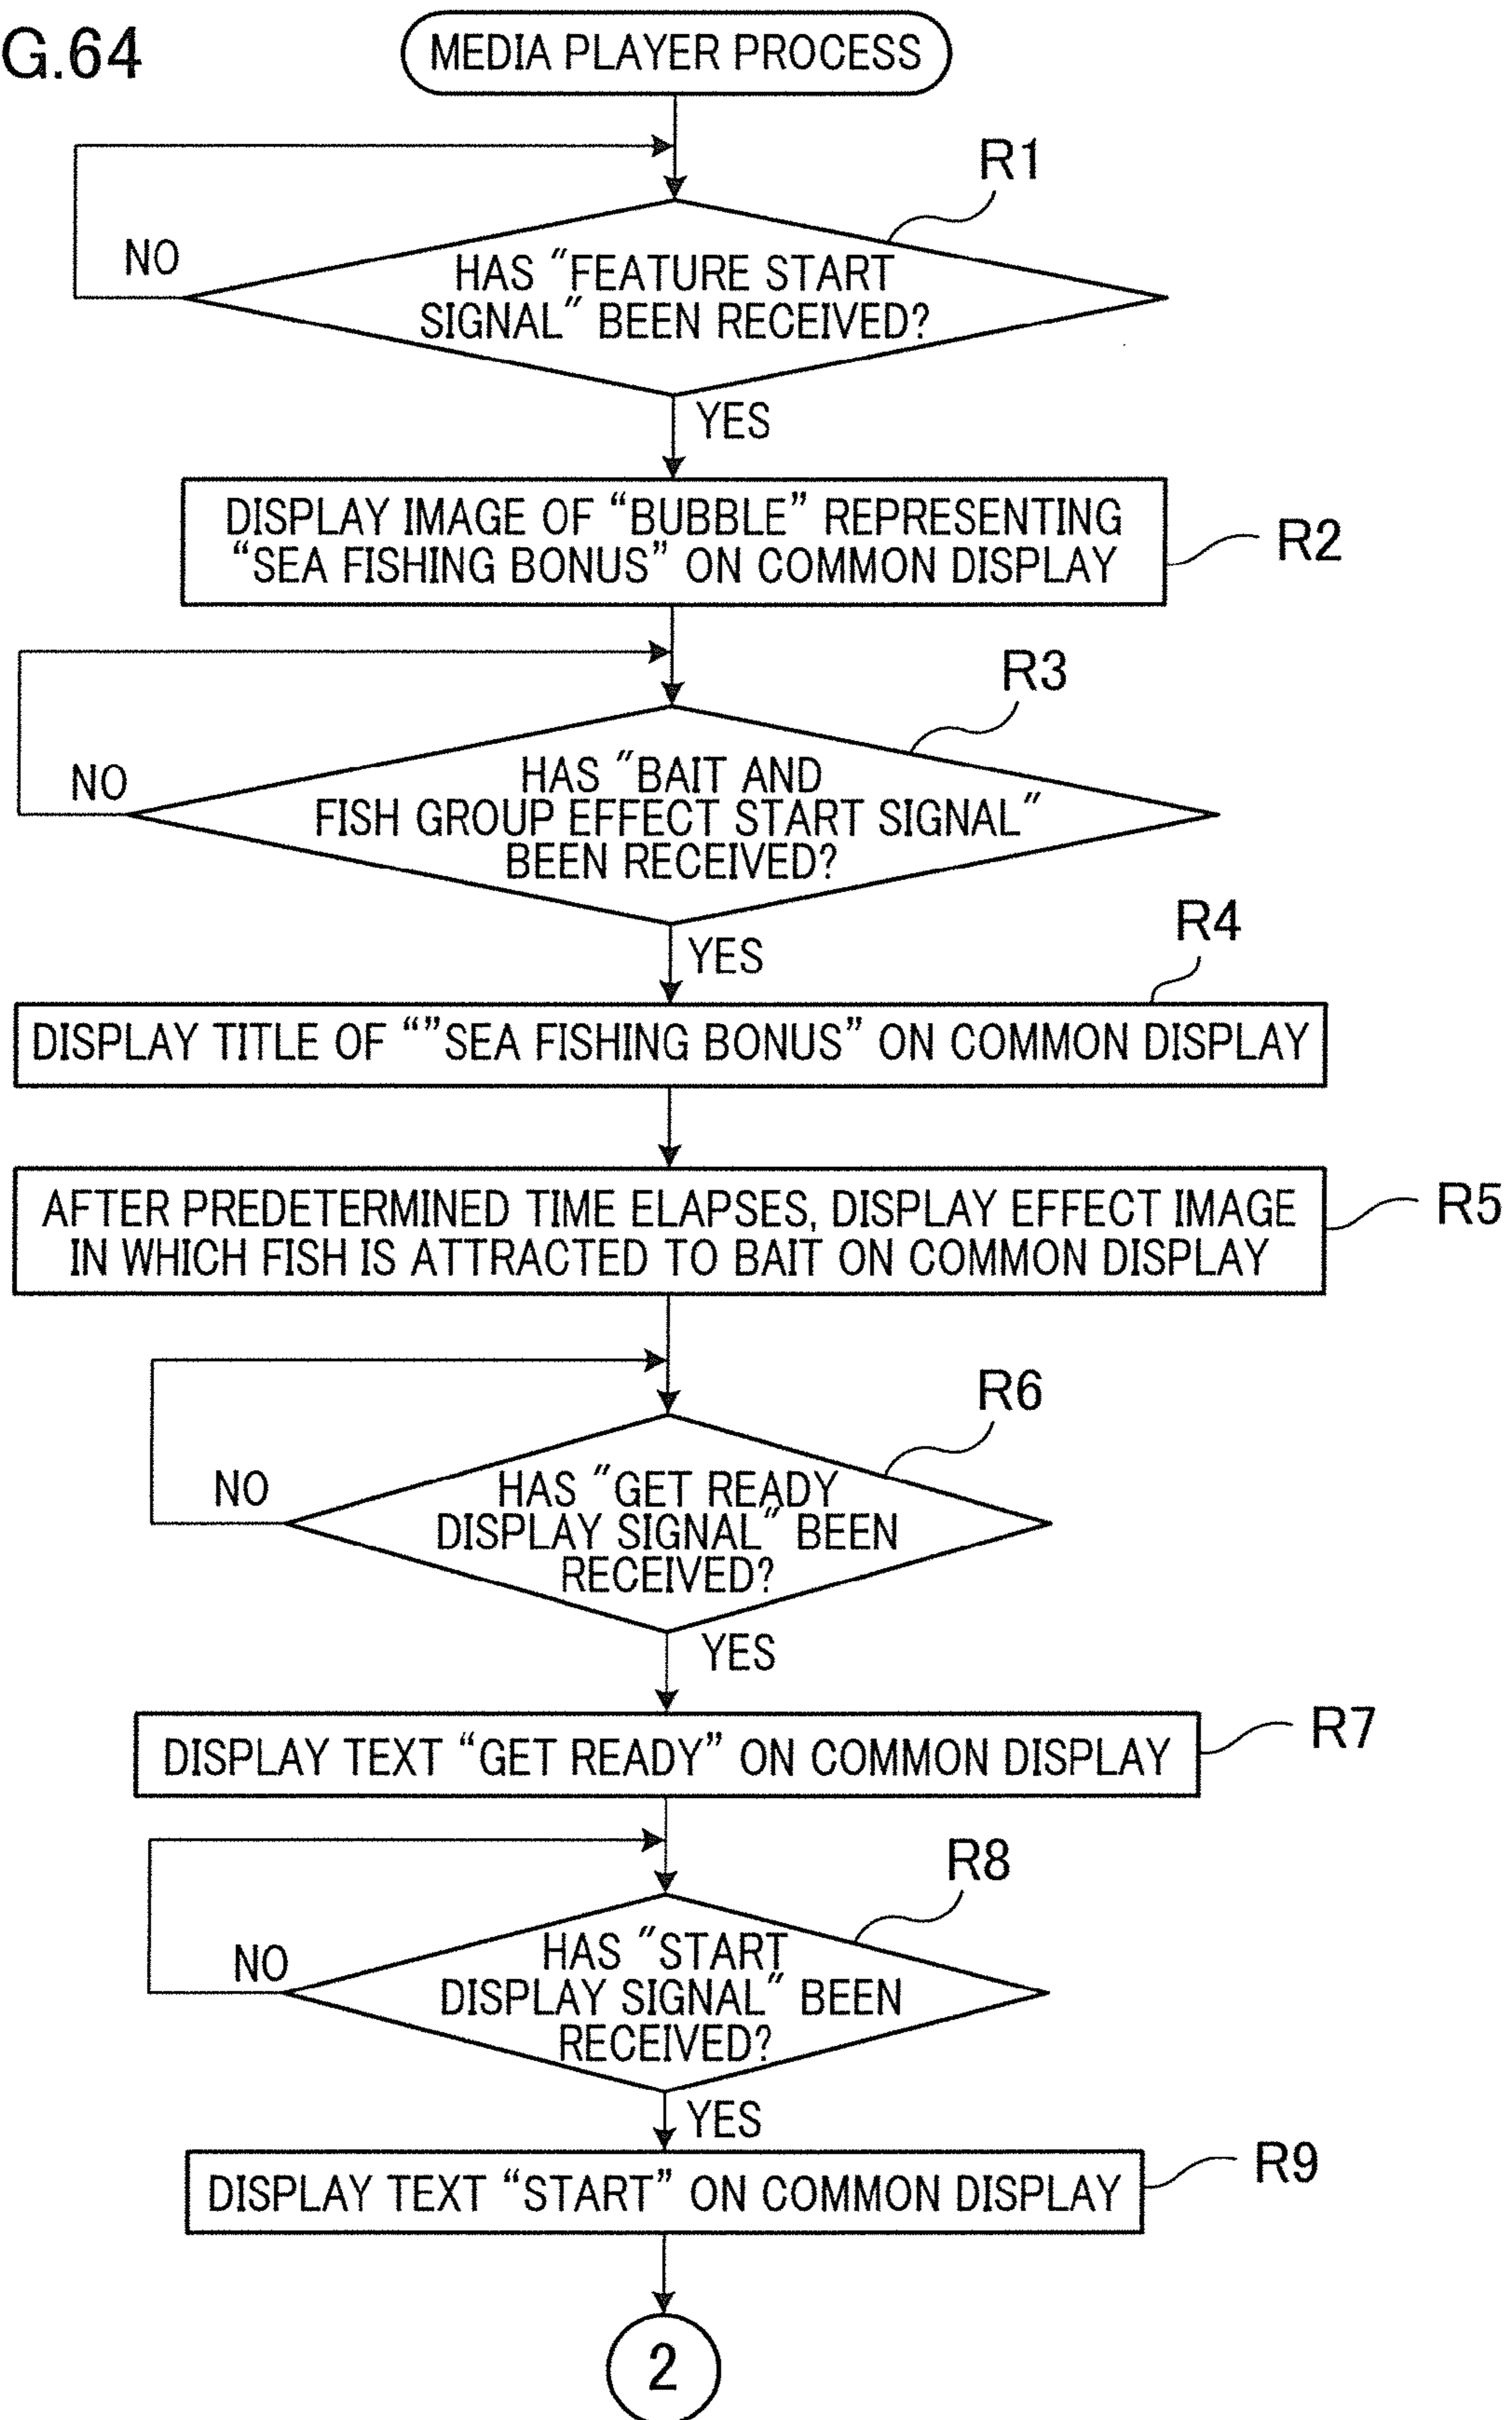 G.64
MEDIA PLAYER PROCESS
R1
NO
HAS "FEATURE START
SIGNAL" BEEN RECEIVED?
YES
DISPLAY IMAGE OF “BUBBLE” REPRESENTING
“SEA FISHING BONUS” ON COMMON DISPLAY
R2
R3
NO
HAS "BAIT AND
FISH GROUP EFFECT START SIGNAL"
BEEN RECEIVED?
YES
R4
DISPLAY TITLE OF “”SEA FISHING BONUS” ON COMMON DISPLAY
AFTER PREDETERMINED TIME ELAPSES, DISPLAY EFFECT IMAGE
IN WHICH FISH IS ATTRACTED TO BAIT ON COMMON DISPLAY
R5
R6
NO
HAS "GET READY
DISPLAY SIGNAL" BEEN
RECEIVED?
YES
DISPLAY TEXT “GET READY” ON COMMON DISPLAY
R7
R8
NO
HAS "START
DISPLAY SIGNAL" BEEN
RECEIVED?
YES
DISPLAY TEXT “START” ON COMMON DISPLAY
R9
2